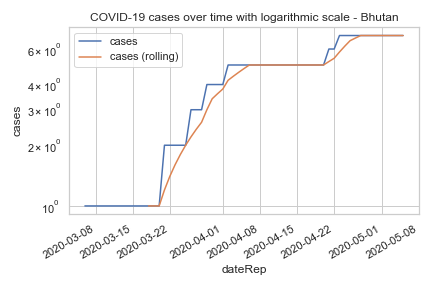 COVID-19 cases over time with logarithmic scale - Bhutan
cases
cases (rolling)
6 × 10⁰
4 × 10⁰
3 × 10⁰
2 × 10⁰
10⁰
cases
2020-03-08
2020-03-15
2020-03-22
2020-04-01
2020-04-08
2020-04-15
2020-04-22
2020-05-01
2020-05-08
dateRep